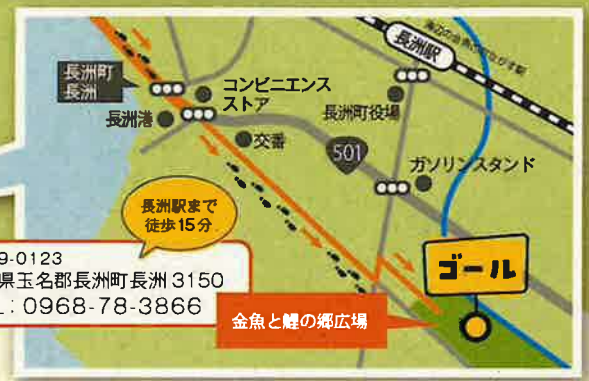 長洲駅
長洲町
長洲
コンビニエンス
ストア
長洲町役場
長洲港
交番
501
ガソリンスタンド
長洲駅まで
徒歩15分
9-0123
県玉名郡長洲町長洲 3150
: 0968-78-3866
ゴール
金魚と鯉の郷広場